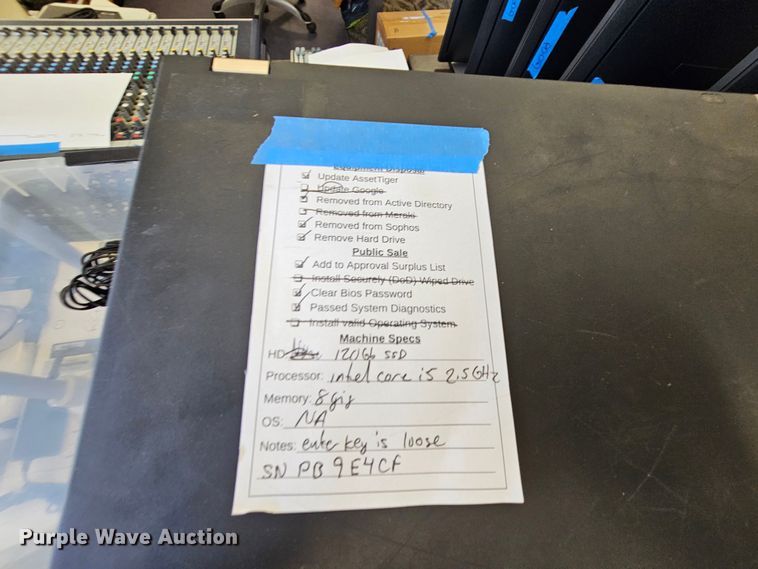 Equipment Disposal
Update AssetTiger
Update Google
Removed from Active Directory
Removed from Meraki
Removed from Sophos
Remove Hard Drive
Public Sale
Add to Approval Surplus List
Install Securely (DoD) Wiped Drive
Clear Bios Password
Passed System Diagnostics
Install valid Operating System
Machine Specs
HD: 120Gb SSD
Processor: intel core i5 2.5GHz
Memory: 8gig
OS: NA
Notes: enter key is loose
SN PB9E4CF
Purple Wave Auction